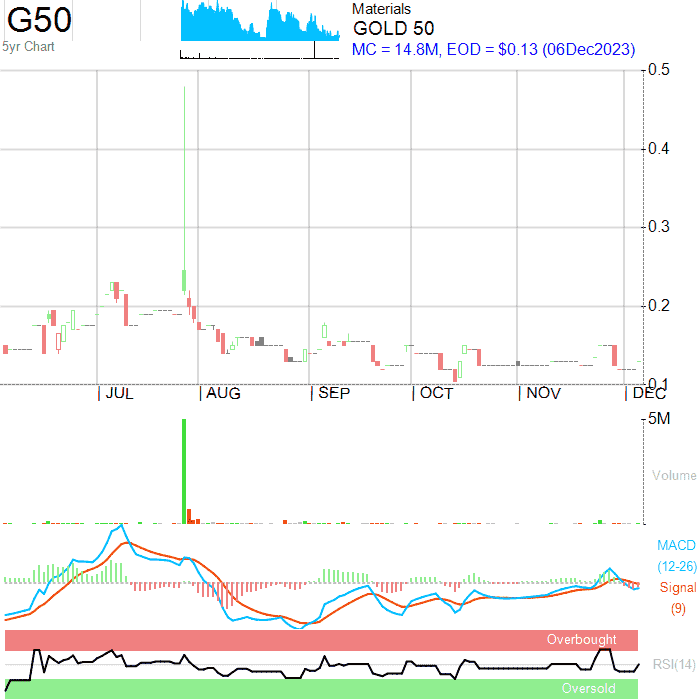 G50
5yr Chart
Materials
GOLD 50
MC = 14.8M, EOD = $0.13 (06Dec2023)
0.5
0.4
0.3
0.2
0.1
JUL AUG SEP OCT NOV DEC
5M
Volume
MACD
(12-26)
Signal
(9)
Overbought
RSI(14)
Oversold